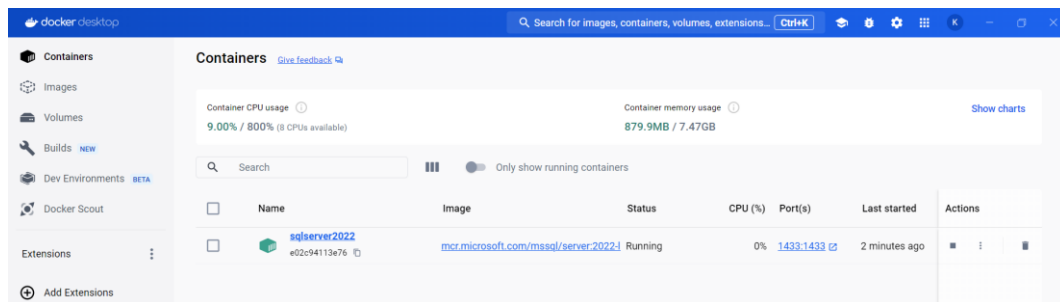 docker desktop
Search for images, containers, volumes, extensions... Ctrl+K
K
Containers
Images
Volumes
Builds NEW
Dev Environments BETA
Docker Scout
Extensions
Add Extensions
Containers Give feedback
Container CPU usage
9.00% / 800% (8 CPUs available)
Container memory usage
879.9MB / 7.47GB
Show charts
Search
Only show running containers
Name Image Status CPU (%) Port(s) Last started Actions
sqlserver2022
e02c94113e76
mcr.microsoft.com/mssql/server:2022-l Running 0% 1433:1433 2 minutes ago